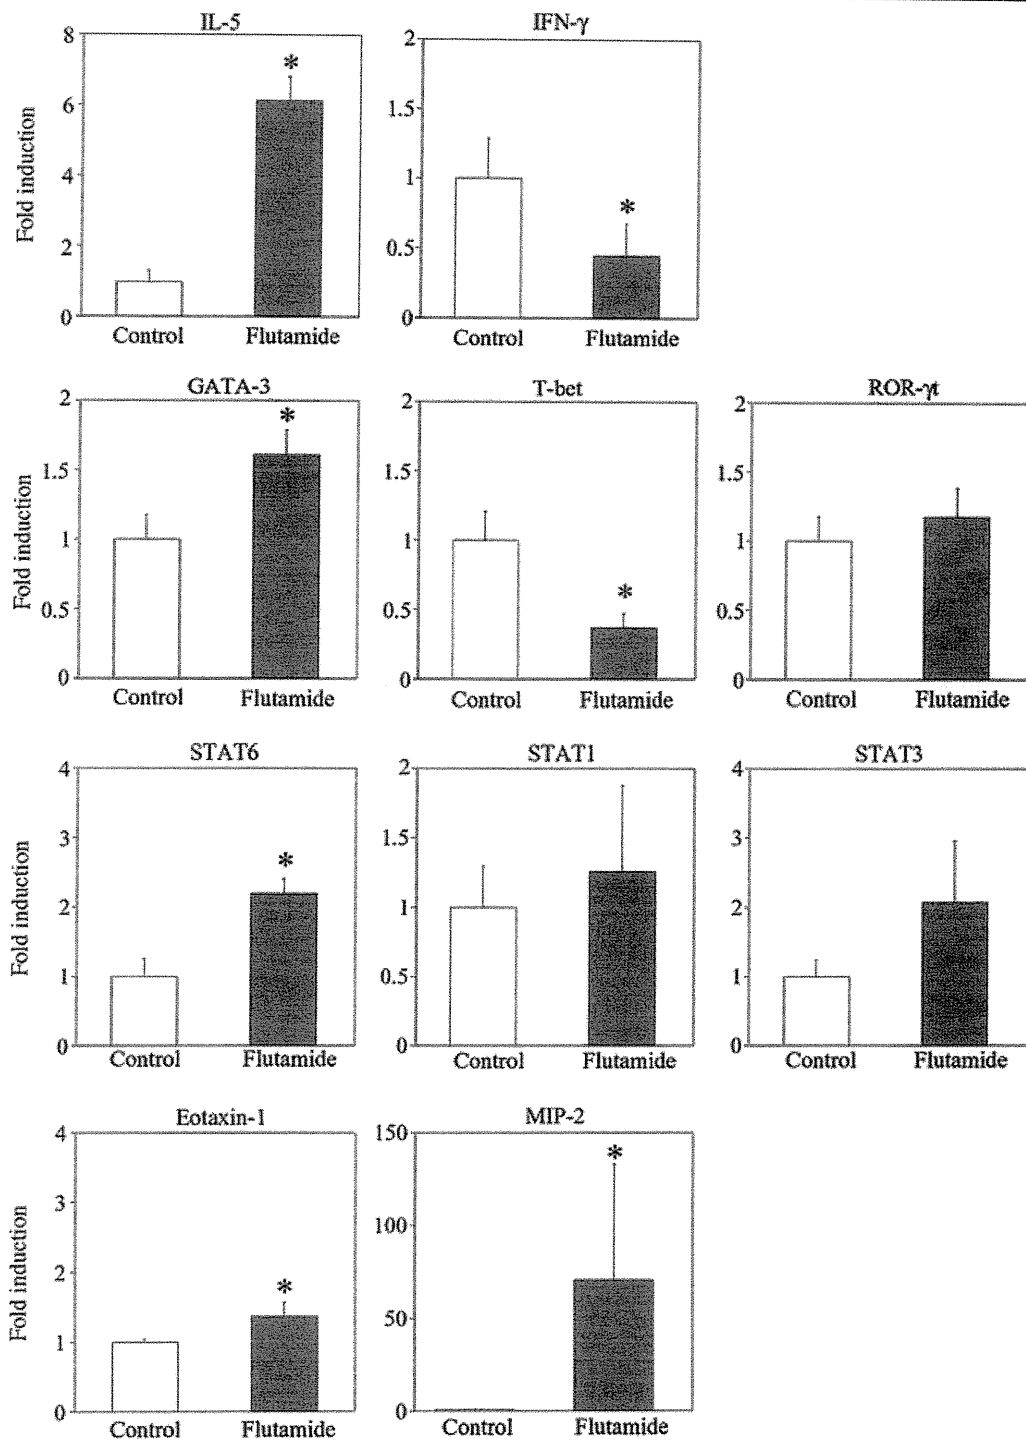 IL-5
IFN-γ
8
6
4
2
0
Fold induction
*
Control
Flutamide
2
1.5
1
0.5
0
*
Control
Flutamide
GATA-3
T-bet
ROR-γt
2
1.5
1
0.5
0
Fold induction
*
Control
Flutamide
2
1.5
1
0.5
0
*
Control
Flutamide
2
1.5
1
0.5
0
Control
Flutamide
STAT6
STAT1
STAT3
4
3
2
1
0
Fold induction
*
Control
Flutamide
2
1.5
1
0.5
0
Control
Flutamide
4
3
2
1
0
Control
Flutamide
Eotaxin-1
MIP-2
4
3
2
1
0
Fold induction
*
Control
Flutamide
150
100
50
0
*
Control
Flutamide